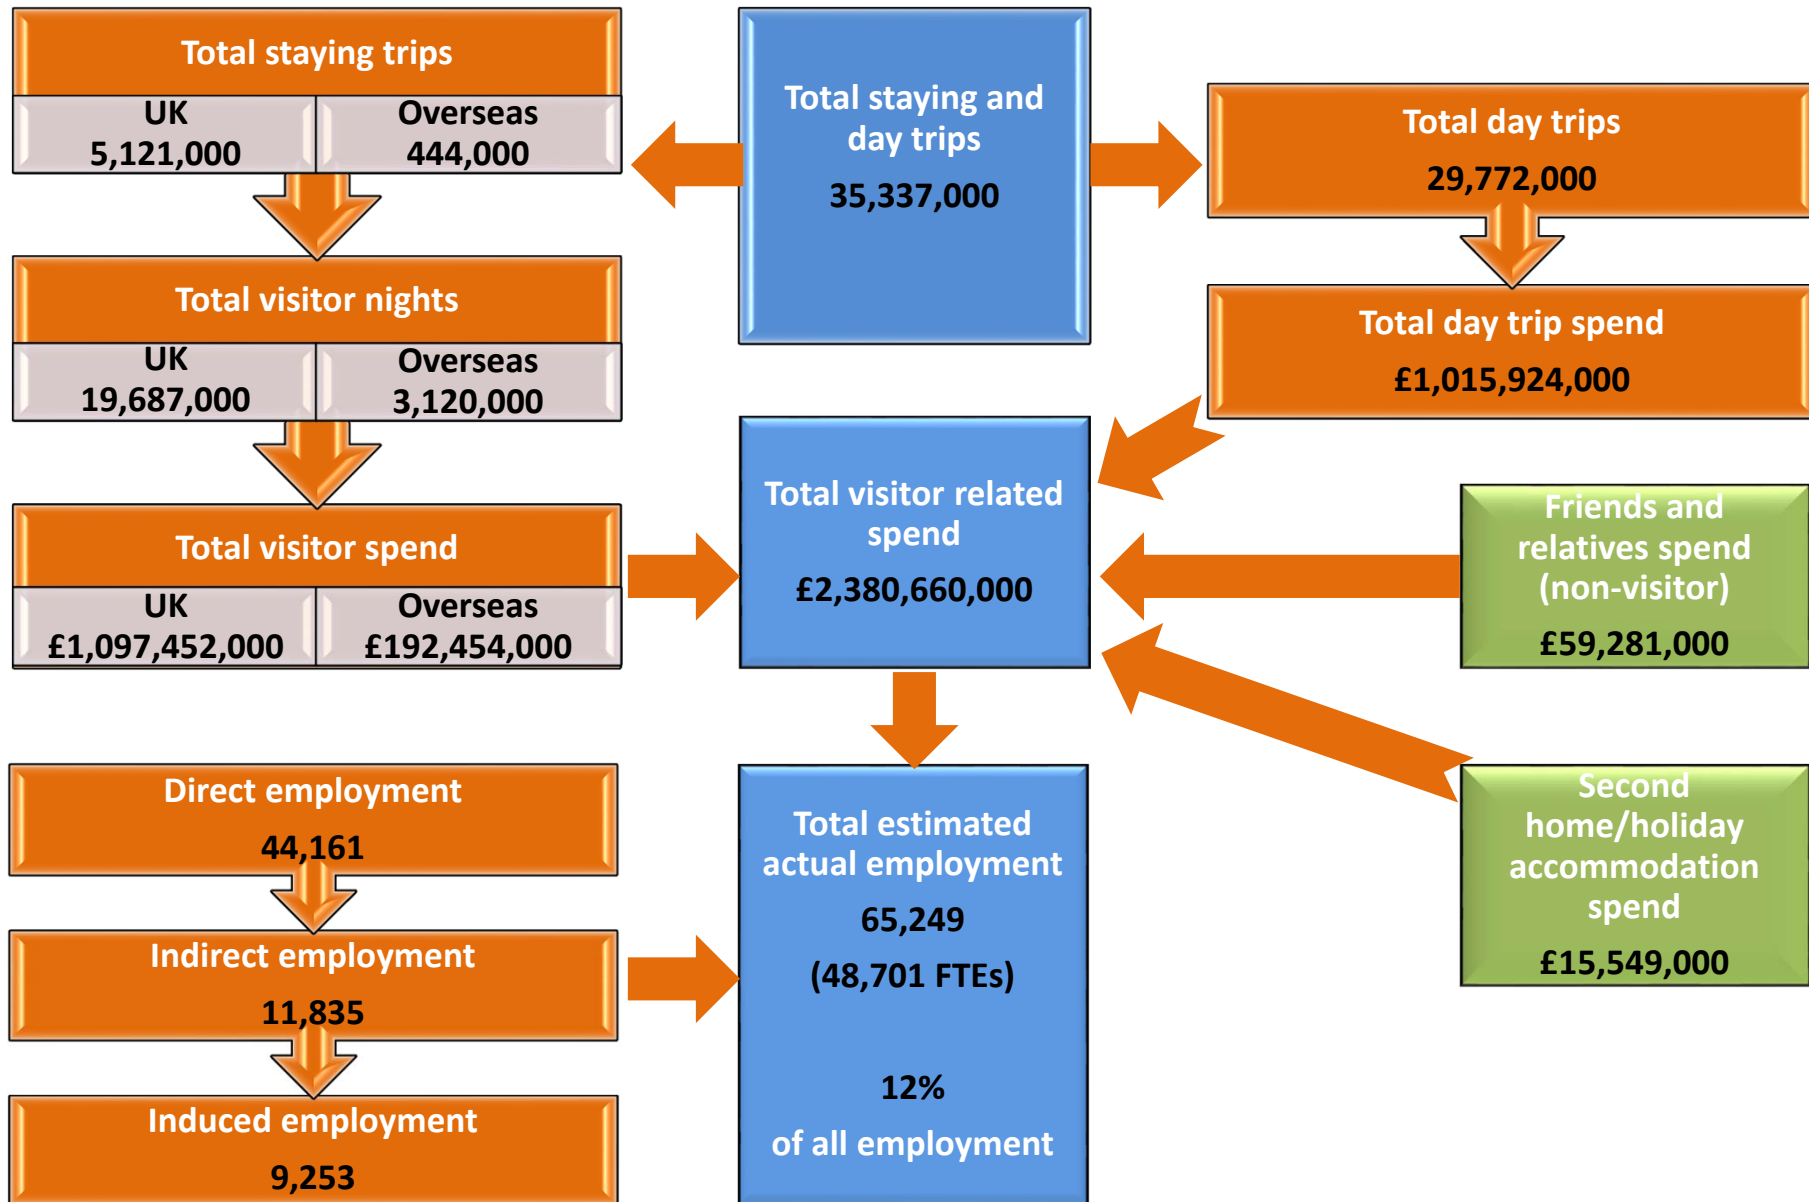 Total staying trips
UK
5,121,000
Overseas
444,000
Total staying and
day trips
35,337,000
Total day trips
29,772,000
Total visitor nights
UK
19,687,000
Overseas
3,120,000
Total day trip spend
£1,015,924,000
Total visitor spend
UK
£1,097,452,000
Overseas
£192,454,000
Total visitor related
spend
£2,380,660,000
Friends and
relatives spend
(non-visitor)
£59,281,000
Direct employment
44,161
Indirect employment
11,835
Induced employment
9,253
Total estimated
actual employment
65,249
(48,701 FTEs)
12%
of all employment
Second
home/holiday
accommodation
spend
£15,549,000